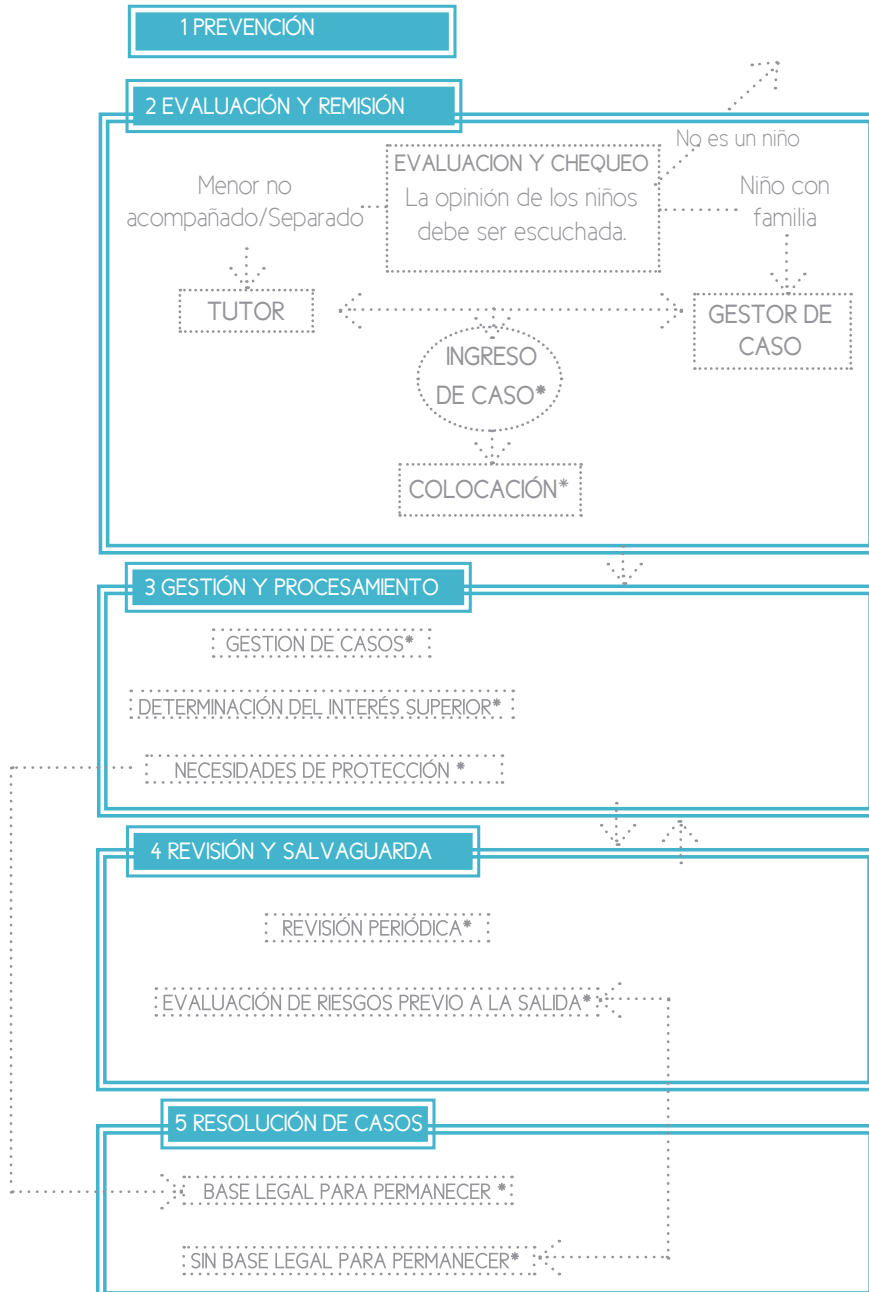 1 PREVENCIÓN
2 EVALUACIÓN Y REMISIÓN
No es un niño
EVALUACION Y CHEQUEO
La opinión de los niños
debe ser escuchada.
Menor no
acompañado/Separado
Niño con
familia
TUTOR
GESTOR DE
CASO
INGRESO
DE CASO*
COLOCACIÓN*
3 GESTIÓN Y PROCESAMIENTO
GESTION DE CASOS*
DETERMINACIÓN DEL INTERÉS SUPERIOR*
NECESIDADES DE PROTECCIÓN *
4 REVISIÓN Y SALVAGUARDA
REVISIÓN PERIÓDICA*
EVALUACIÓN DE RIESGOS PREVIO A LA SALIDA*
5 RESOLUCIÓN DE CASOS
BASE LEGAL PARA PERMANECER *
SIN BASE LEGAL PARA PERMANECER*